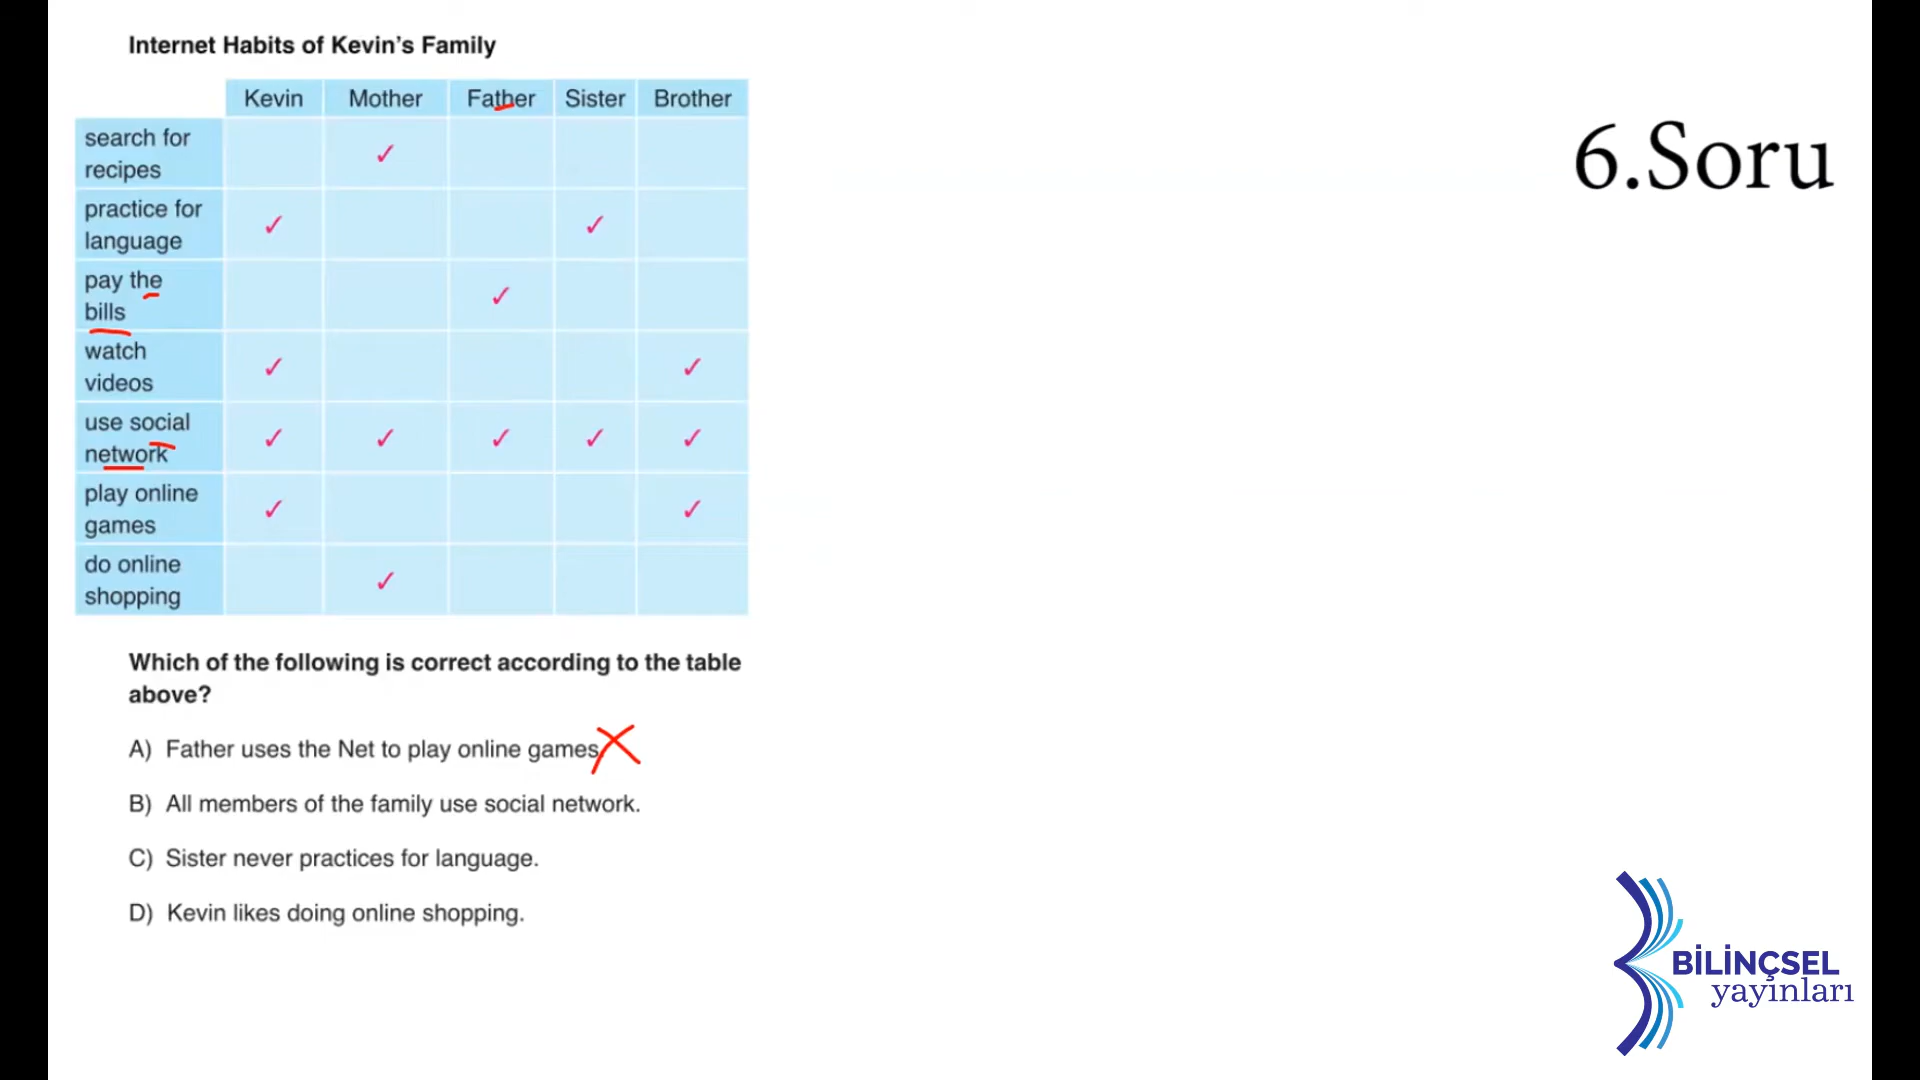 Internet Habits of Kevin's Family
Kevin Mother Father Sister Brother
search for
recipes ✓
practice for
language ✓ ✓
pay the
bills ✓
watch
videos ✓ ✓
use social
network ✓ ✓ ✓ ✓ ✓
play online
games ✓ ✓
do online
shopping ✓
Which of the following is correct according to the table
above?
A) Father uses the Net to play online games
B) All members of the family use social network.
C) Sister never practices for language.
D) Kevin likes doing online shopping.
6.Soru
BİLİNÇSEL
yayınları